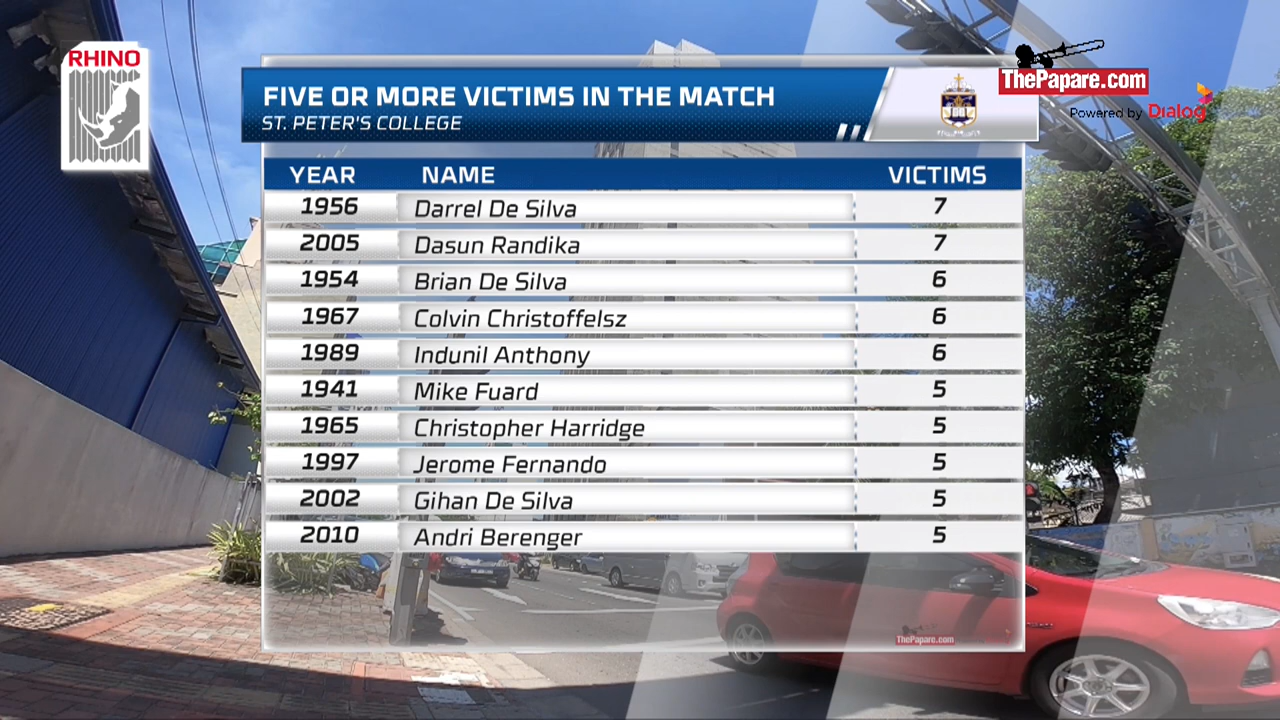 RHINO
ThePapare.com
Powered by Dialog
FIVE OR MORE VICTIMS IN THE MATCH
ST. PETER'S COLLEGE
YEAR NAME VICTIMS
1956 Darrel De Silva 7
2005 Dasun Randika 7
1954 Brian De Silva 6
1967 Colvin Christoffelsz 6
1989 Indunil Anthony 6
1941 Mike Fuard 5
1965 Christopher Harridge 5
1997 Jerome Fernando 5
2002 Gihan De Silva 5
2010 Andri Berenger 5
ThePapare.com